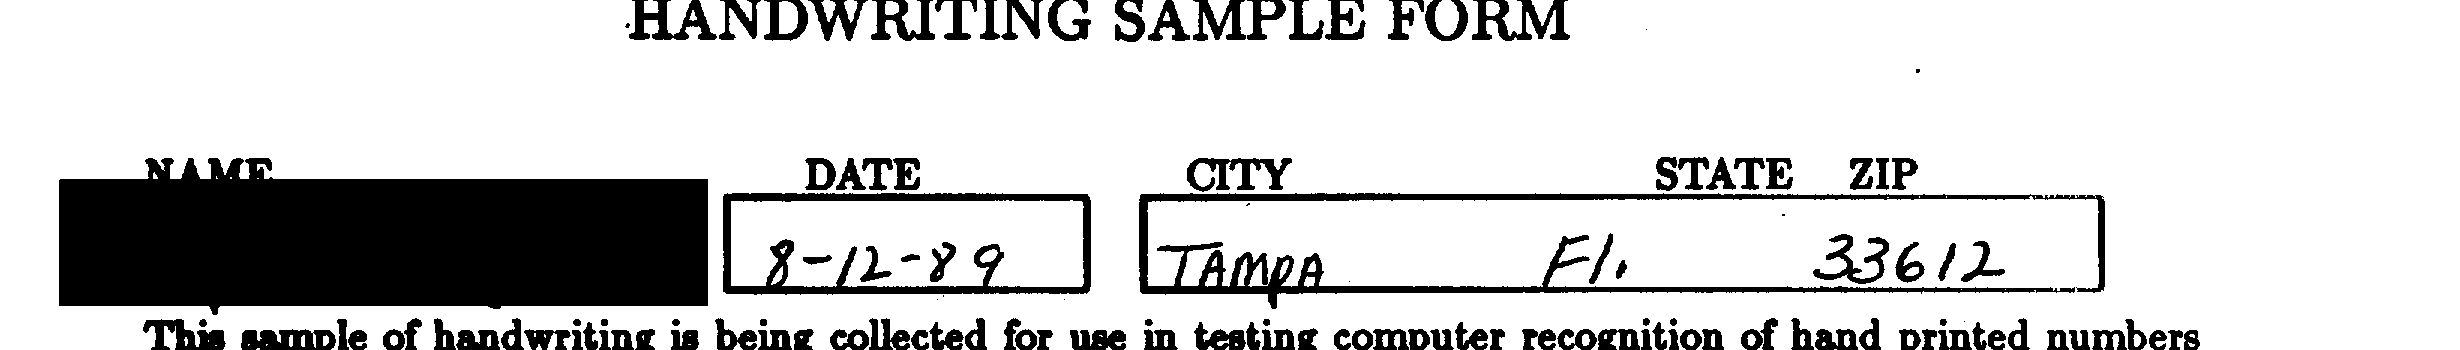 HANDWRITING SAMPLE FORM
NAME DATE CITY STATE ZIP
8-12-89 TAMPA Fl. 33612
This sample of handwriting is being collected for use in testing computer recognition of hand printed numbers